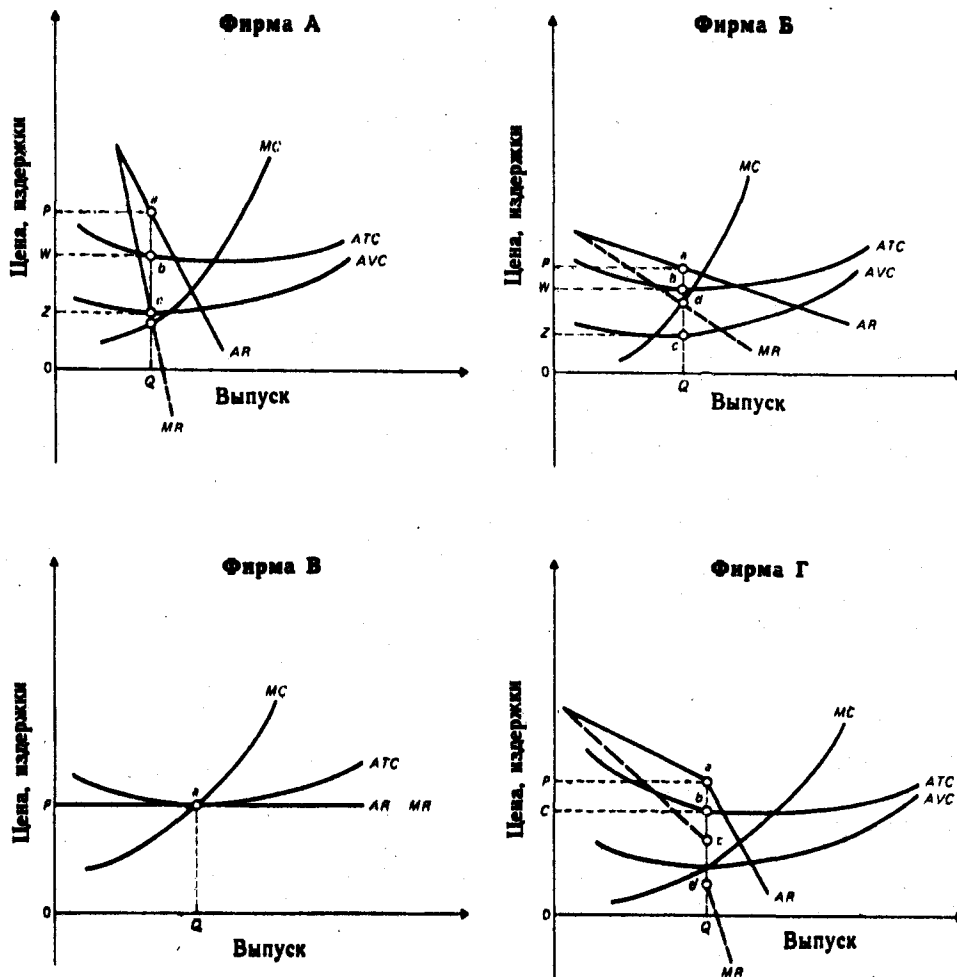 Фирма А
Цена, издержки
P
W
Z
0
a
b
c
MC
ATC
AVC
AR
MR
Q
Выпуск
Фирма Б
Цена, издержки
P
W
Z
0
a
b
d
c
MC
ATC
AVC
AR
MR
Q
Выпуск
Фирма В
Цена, издержки
P
0
a
MC
ATC
AR MR
Q
Выпуск
Фирма Г
Цена, издержки
P
C
0
a
b
c
d
MC
ATC
AVC
AR
MR
Q
Выпуск